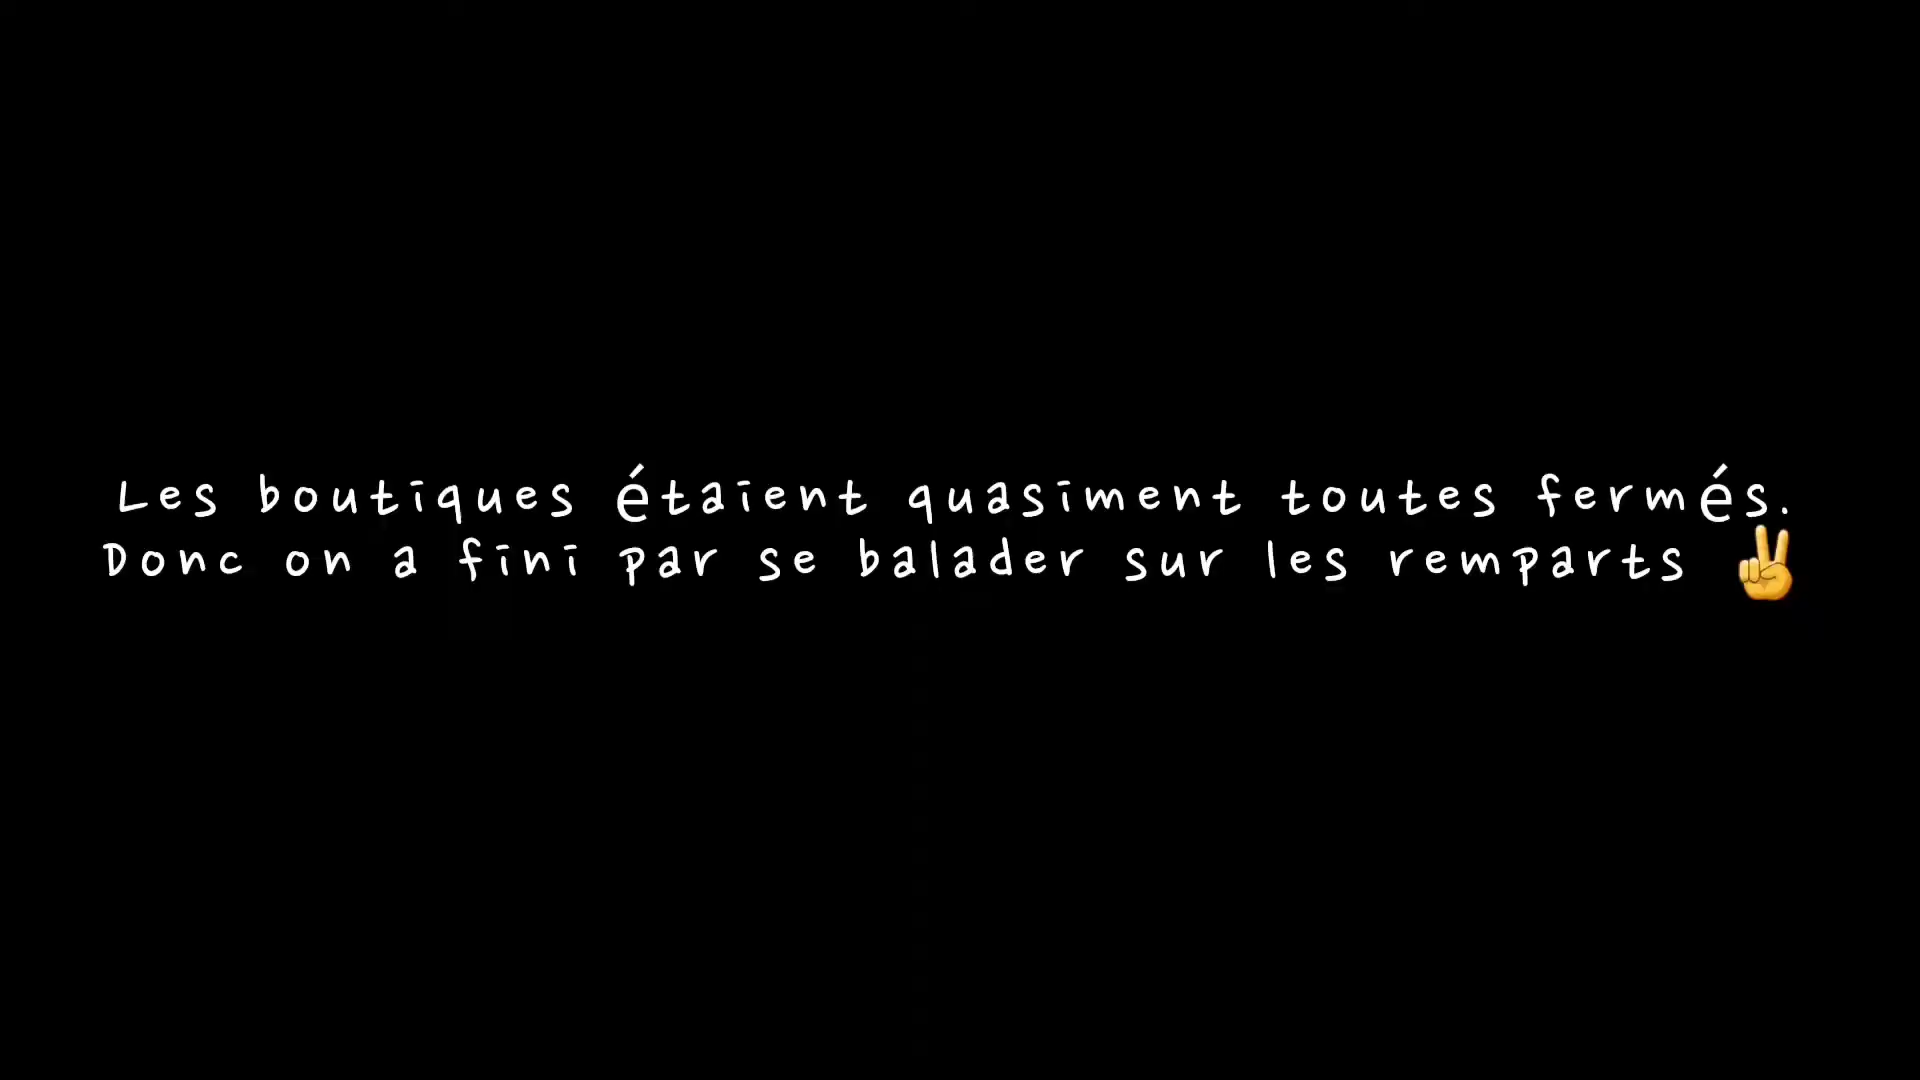 Les boutiques étaient quasiment toutes fermés.
Donc on a fini par se balader sur les remparts ✌️